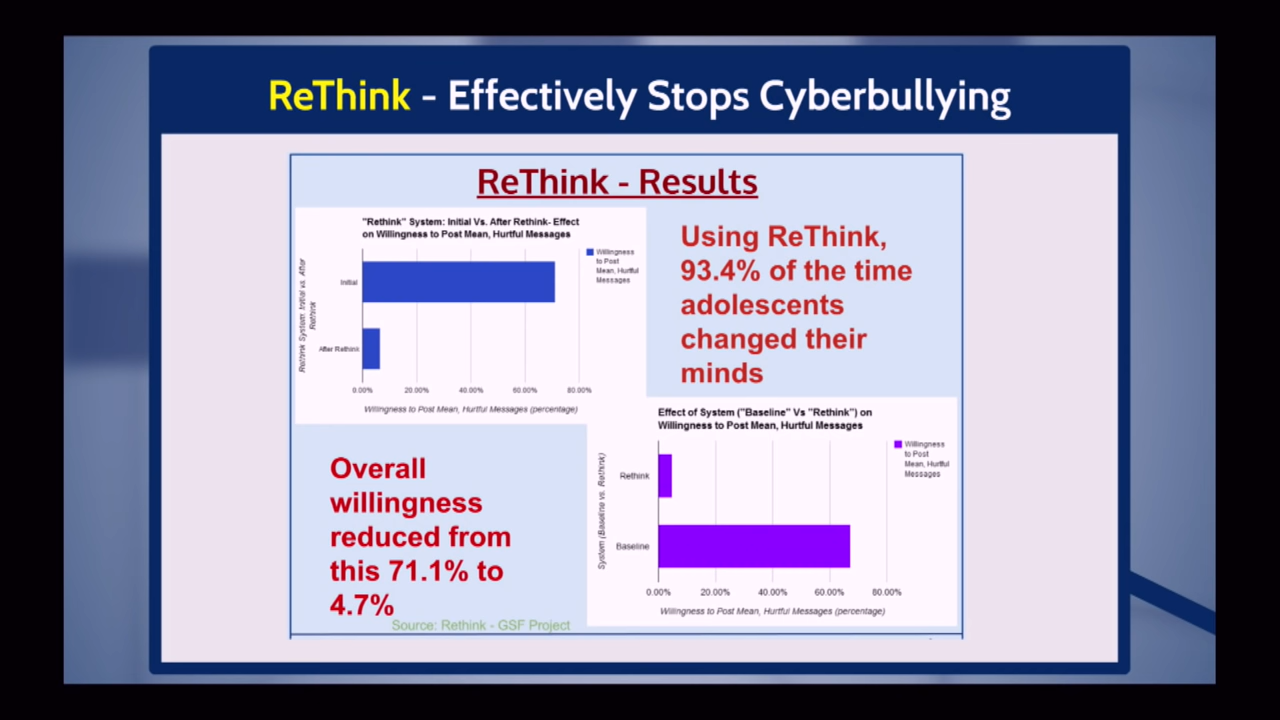 ReThink - Effectively Stops Cyberbullying
ReThink - Results
"Rethink" System: Initial Vs. After Rethink- Effect
on Willingness to Post Mean, Hurtful Messages
Willingness
to Post
Mean, Hurtful
Messages
Rethink System: Initial vs. After
Rethink
Initial
After Rethink
0.00% 20.00% 40.00% 60.00% 80.00%
Willingness to Post Mean, Hurtful Messages (percentage)
Using ReThink,
93.4% of the time
adolescents
changed their
minds
Overall
willingness
reduced from
this 71.1% to
4.7%
Source: Rethink - GSF Project
Effect of System ("Baseline" Vs "Rethink") on
Willingness to Post Mean, Hurtful Messages
Willingness
to Post
Mean, Hurtful
Messages
System (Baseline vs. Rethink)
Rethink
Baseline
0.00% 20.00% 40.00% 60.00% 80.00%
Willingness to Post Mean, Hurtful Messages (percentage)